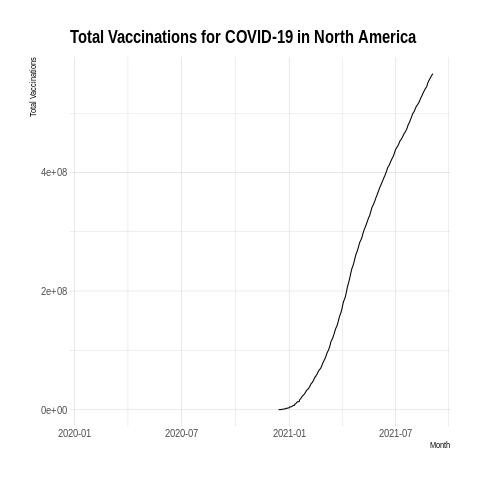 Total Vaccinations for COVID-19 in North America
Total Vaccinations
4e+08
2e+08
0e+00
2020-01 2020-07 2021-01 2021-07
Month